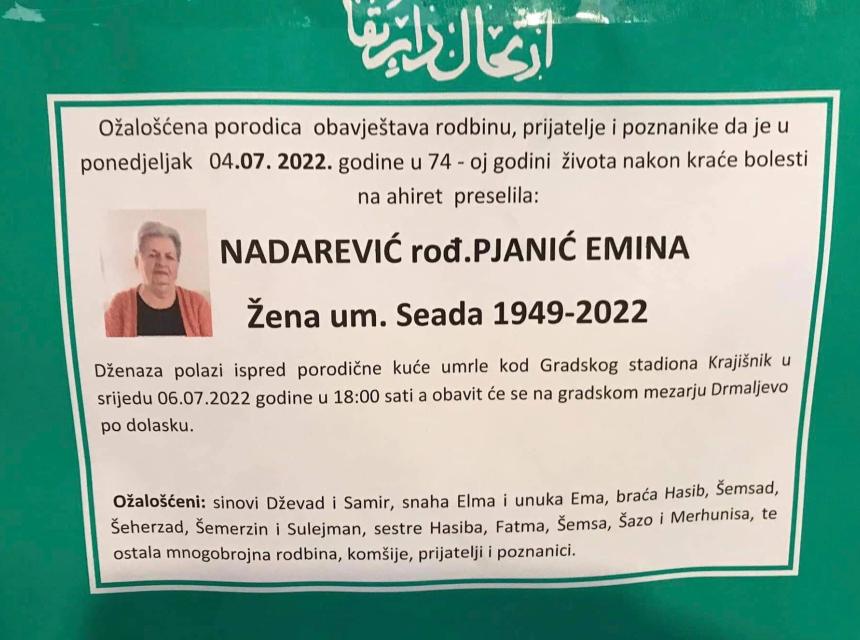 ارتحال دار بقا
Ožalošćena porodica obavještava rodbinu, prijatelje i poznanike da je u
ponedjeljak 04.07. 2022. godine u 74 - oj godini života nakon kraće bolesti
na ahiret preselila:
NADAREVIĆ rođ.PJANIĆ EMINA
Žena um. Seada 1949-2022
Dženaza polazi ispred porodične kuće umrle kod Gradskog stadiona Krajišnik u
srijedu 06.07.2022 godine u 18:00 sati a obavit će se na gradskom mezarju Drmaljevo
po dolasku.
Ožalošćeni: sinovi Dževad i Samir, snaha Elma i unuka Ema, braća Hasib, Šemsad,
Šeherzad, Šemerzin i Sulejman, sestre Hasiba, Fatma, Šemsa, Šazo i Merhunisa, te
ostala mnogobrojna rodbina, komšije, prijatelji i poznanici.